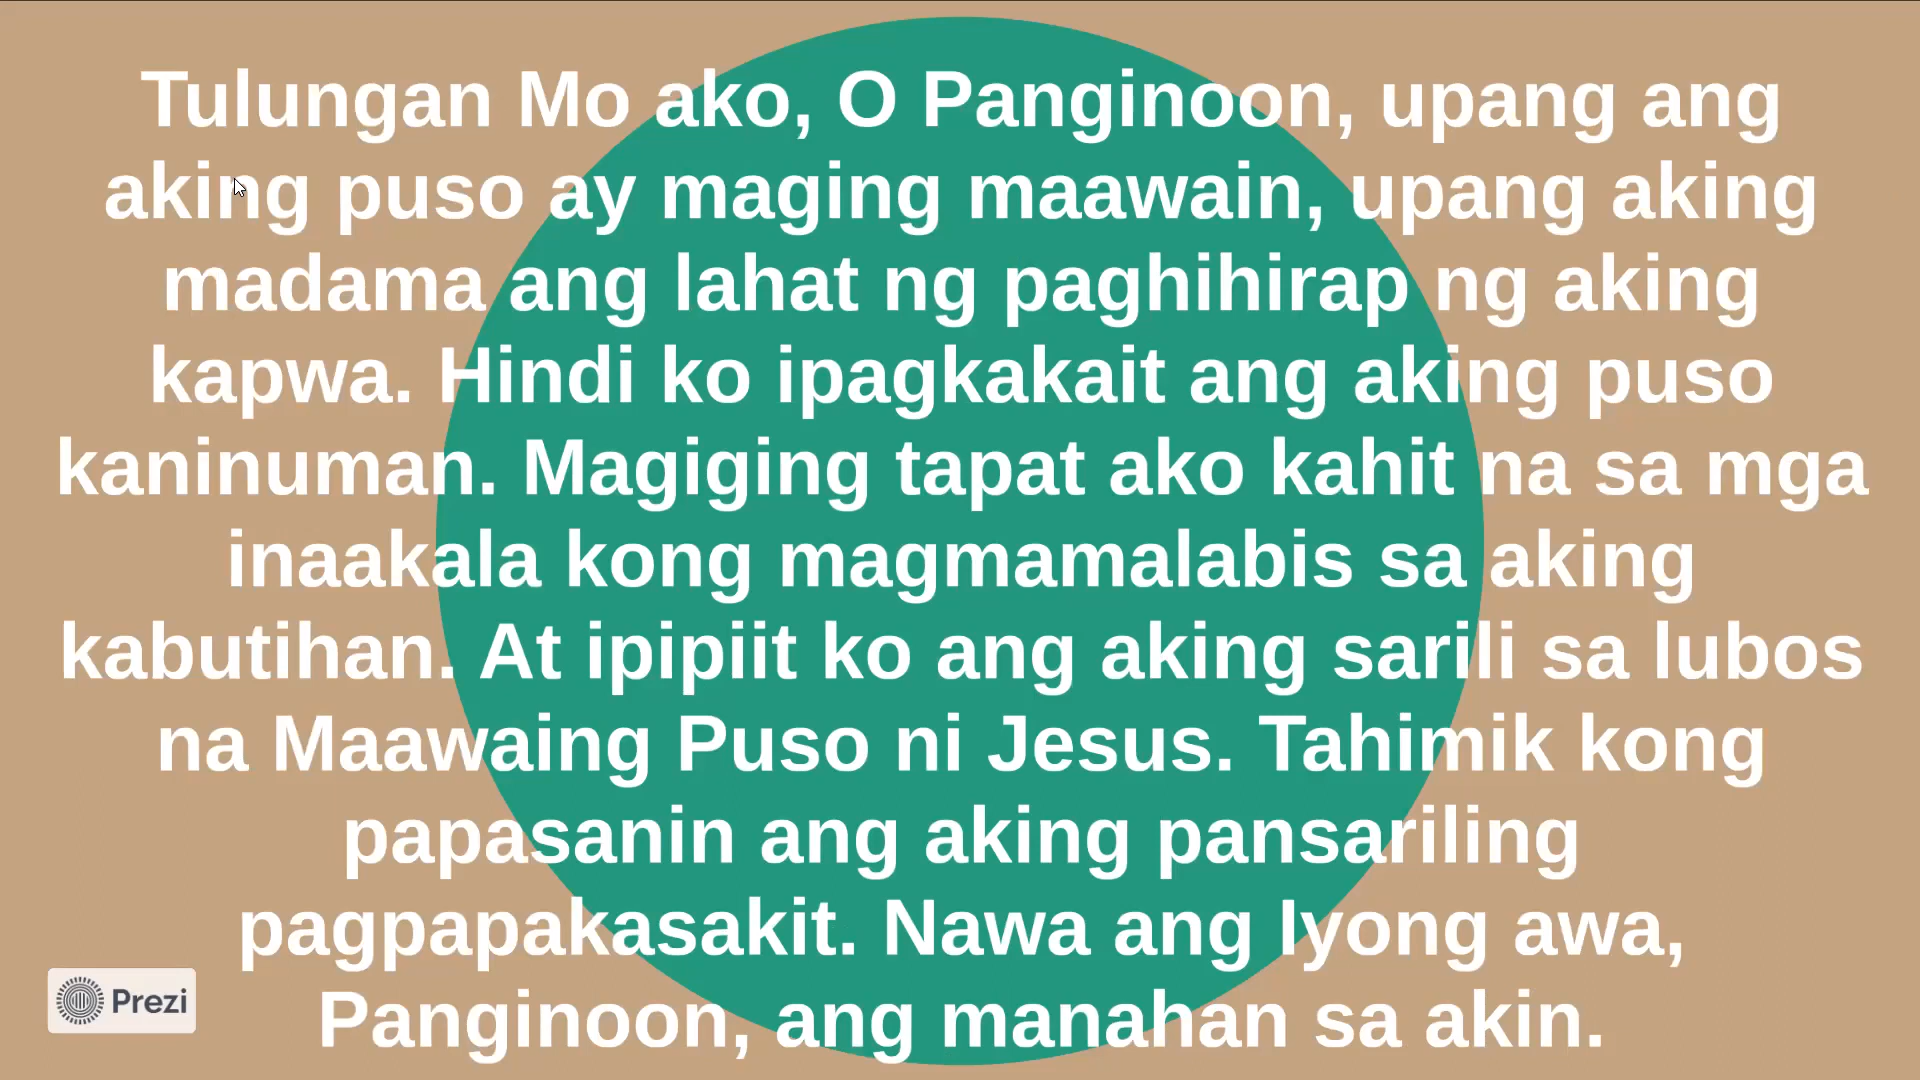 Tulungan Mo ako, O Panginoon, upang ang
aking puso ay maging maawain, upang aking
madama ang lahat ng paghihirap ng aking
kapwa. Hindi ko ipagkakait ang aking puso
kaninuman. Magiging tapat ako kahit na sa mga
inaakala kong magmamalabis sa aking
kabutihan. At ipipiit ko ang aking sarili sa lubos
na Maawaing Puso ni Jesus. Tahimik kong
papasanin ang aking pansariling
pagpapakasakit. Nawa ang Iyong awa,
Panginoon, ang manahan sa akin.
Prezi